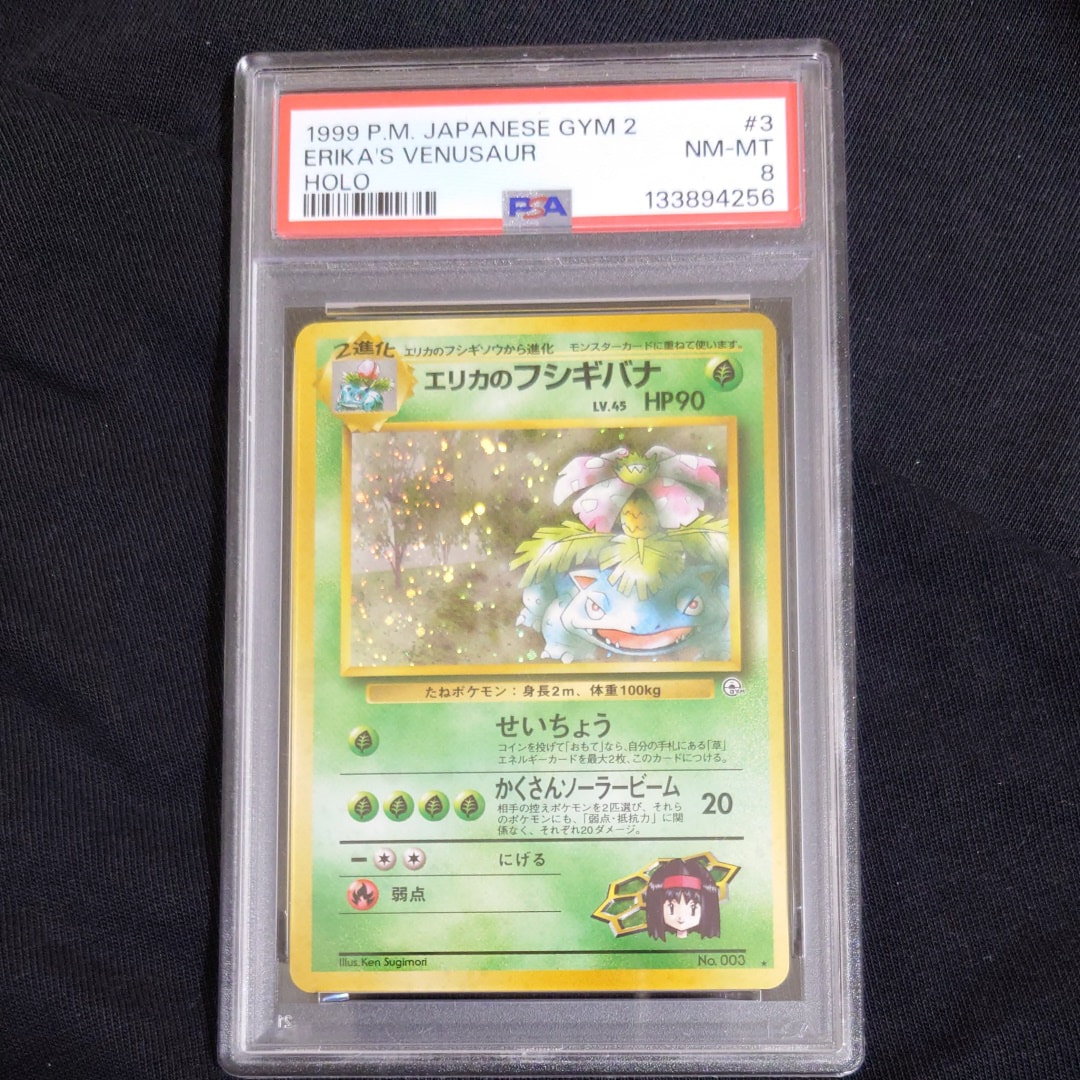 1999 P.M. JAPANESE GYM 2 #3
ERIKA'S VENUSAUR NM-MT
HOLO 8
PSA 133894256
2進化 エリカのフシギソウから進化 モンスターカードに重ねて使います。
エリカのフシギバナ
LV.45 HP90
たねポケモン：身長2m、体重100kg
GYM
せいちょう
コインを投げて「おもて」なら、自分の手札にある「草」
エネルギーカードを最大2枚、このカードにつける。
かくさんソーラービーム 20
相手の控えポケモンを2匹選び、それら
のポケモンにも、「弱点・抵抗力」に関
係なく、それぞれ20ダメージ。
にげる
弱点
Illus. Ken Sugimori No. 003 ★